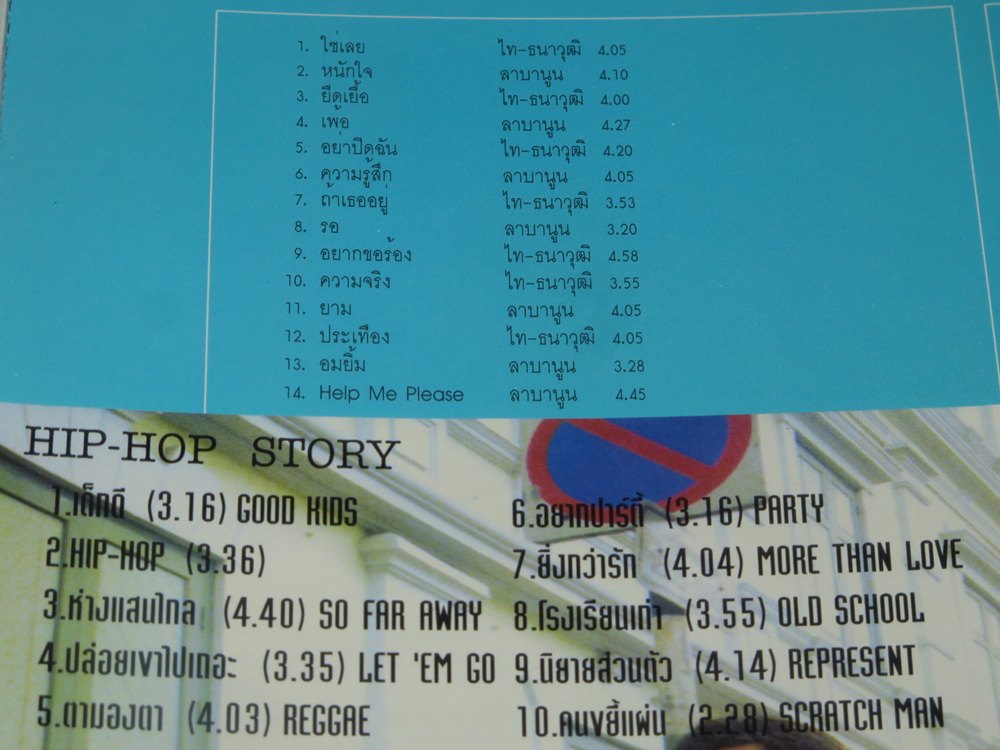 1. ใช่เลย ไท-ธนาวุฒิ 4.05
2. หนักใจ ลาบานูน 4.10
3. ยืดเยื้อ ไท-ธนาวุฒิ 4.00
4. เพ้อ ลาบานูน 4.27
5. อย่าปิดฉัน ไท-ธนาวุฒิ 4.20
6. ความรู้สึก ลาบานูน 4.05
7. ถ้าเธออยู่ ไท-ธนาวุฒิ 3.53
8. รอ ลาบานูน 3.20
9. อยากขอร้อง ไท-ธนาวุฒิ 4.58
10. ความจริง ไท-ธนาวุฒิ 3.55
11. ยาม ลาบานูน 4.05
12. ประเทือง ไท-ธนาวุฒิ 4.05
13. อมยิ้ม ลาบานูน 3.28
14. Help Me Please ลาบานูน 4.45
HIP-HOP STORY
1.เด็กดี (3.16) GOOD KIDS
2.HIP-HOP (3.36)
3.ห่างแสนไกล (4.40) SO FAR AWAY
4.ปล่อยเขาไปเถอะ (3.35) LET 'EM GO
5.ตามองตา (4.03) REGGAE
6.อยากปาร์ตี้ (3.16) PARTY
7.ยิ่งกว่ารัก (4.04) MORE THAN LOVE
8.โรงเรียนเก่า (3.55) OLD SCHOOL
9.นิยายส่วนตัว (4.14) REPRESENT
10.คนขยี้แผ่น (2.28) SCRATCH MAN